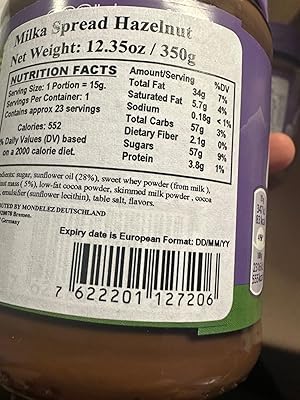 Milka Spread Hazelnut
Net Weight: 12.35oz / 350g
NUTRITION FACTS
Serving Size: 1 Portion = 15g.
Servings Per Container: 1
Contains approx 23 servings
Calories: 552
% Daily Values (DV) based
on a 2000 calorie diet.
Amount/Serving %DV
Total Fat 34g 7%
Saturated Fat 5.7g 4%
Sodium 0.18g < 1%
Total Carbs 57g 3%
Dietary Fiber 2.1g 0%
Sugars 57g 9%
Protein 3.8g 1%
sugar, sunflower oil (28%), sweet whey powder (from milk),
mass (5%), low-fat cocoa powder, skimmed milk powder, cocoa
(sunflower lecithin), table salt, flavors.
BY MONDELEZ DEUTSCHLAND
Bremen.
Germany
Expiry date is European Format: DD/MM/YY
7 622201 127206